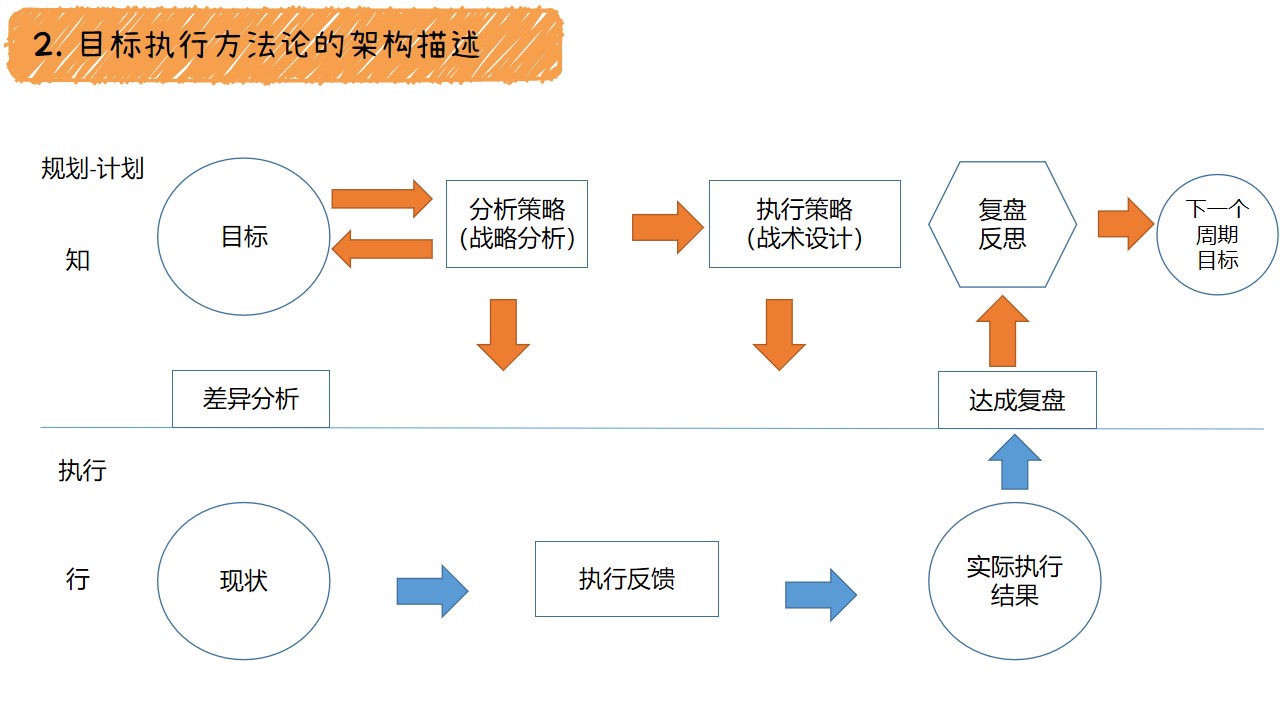 2. 目标执行方法论的架构描述
规划-计划
知
目标
分析策略
（战略分析）
执行策略
（战术设计）
复盘
反思
下一个
周期
目标
差异分析
达成复盘
执行
行
现状
执行反馈
实际执行
结果